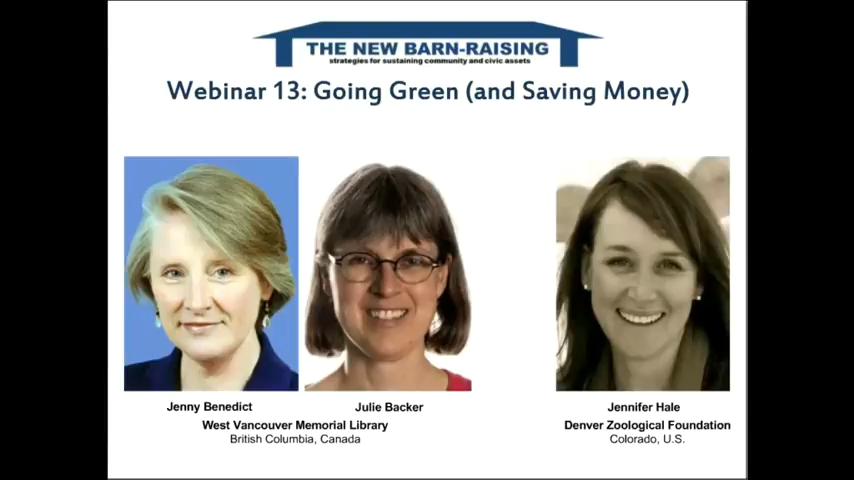 THE NEW BARN-RAISING
strategies for sustaining community and civic assets
Webinar 13: Going Green (and Saving Money)
Jenny Benedict
Julie Backer
West Vancouver Memorial Library
British Columbia, Canada
Jennifer Hale
Denver Zoological Foundation
Colorado, U.S.